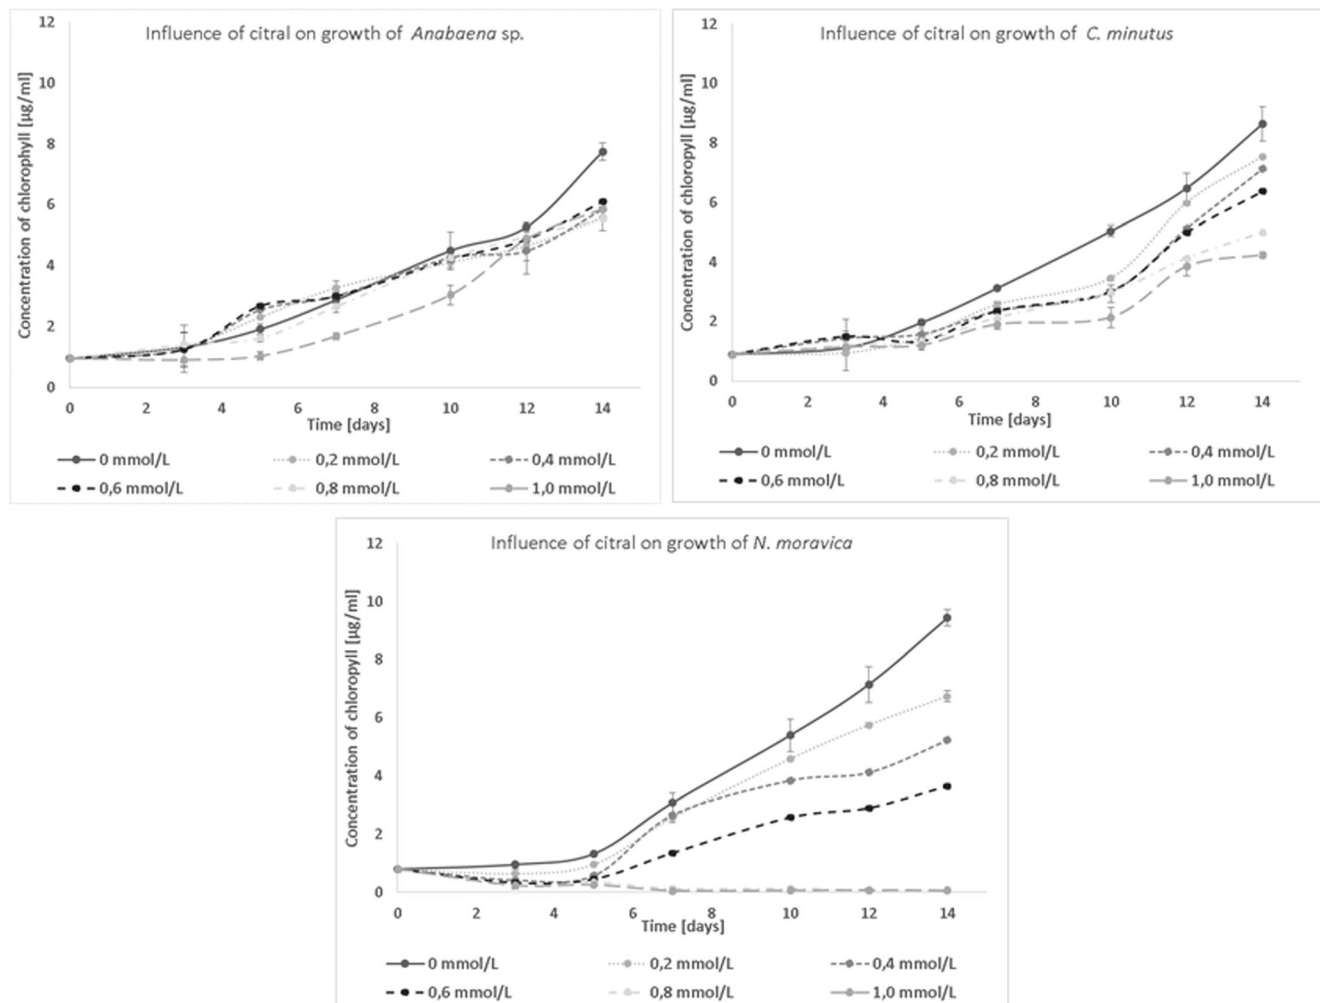 Influence of citral on growth of Anabaena sp.
Concentration of chlorophyll [µg/ml]
12
10
8
6
4
2
0
0 2 4 6 8 10 12 14
Time [days]
0 mmol/L 0,2 mmol/L 0,4 mmol/L
0,6 mmol/L 0,8 mmol/L 1,0 mmol/L
Influence of citral on growth of C. minutus
Concentration of chloropyll [µg/ml]
12
10
8
6
4
2
0
0 2 4 6 8 10 12 14
Time [days]
0 mmol/L 0,2 mmol/L 0,4 mmol/L
0,6 mmol/L 0,8 mmol/L 1,0 mmol/L
Influence of citral on growth of N. moravica
Concentration of chloropyll [µg/ml]
12
10
8
6
4
2
0
0 2 4 6 8 10 12 14
Time [days]
0 mmol/L 0,2 mmol/L 0,4 mmol/L
0,6 mmol/L 0,8 mmol/L 1,0 mmol/L